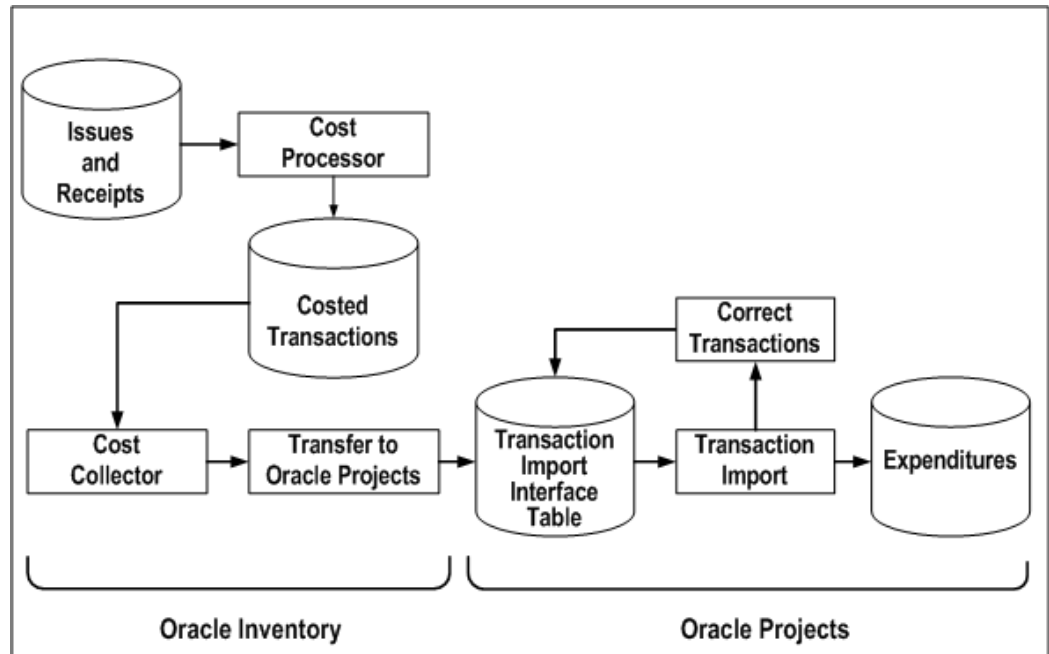 Issues
and
Receipts
Cost
Processor
Costed
Transactions
Correct
Transactions
Cost
Collector
Transfer to
Oracle Projects
Transaction
Import
Interface
Table
Transaction
Import
Expenditures
Oracle Inventory
Oracle Projects